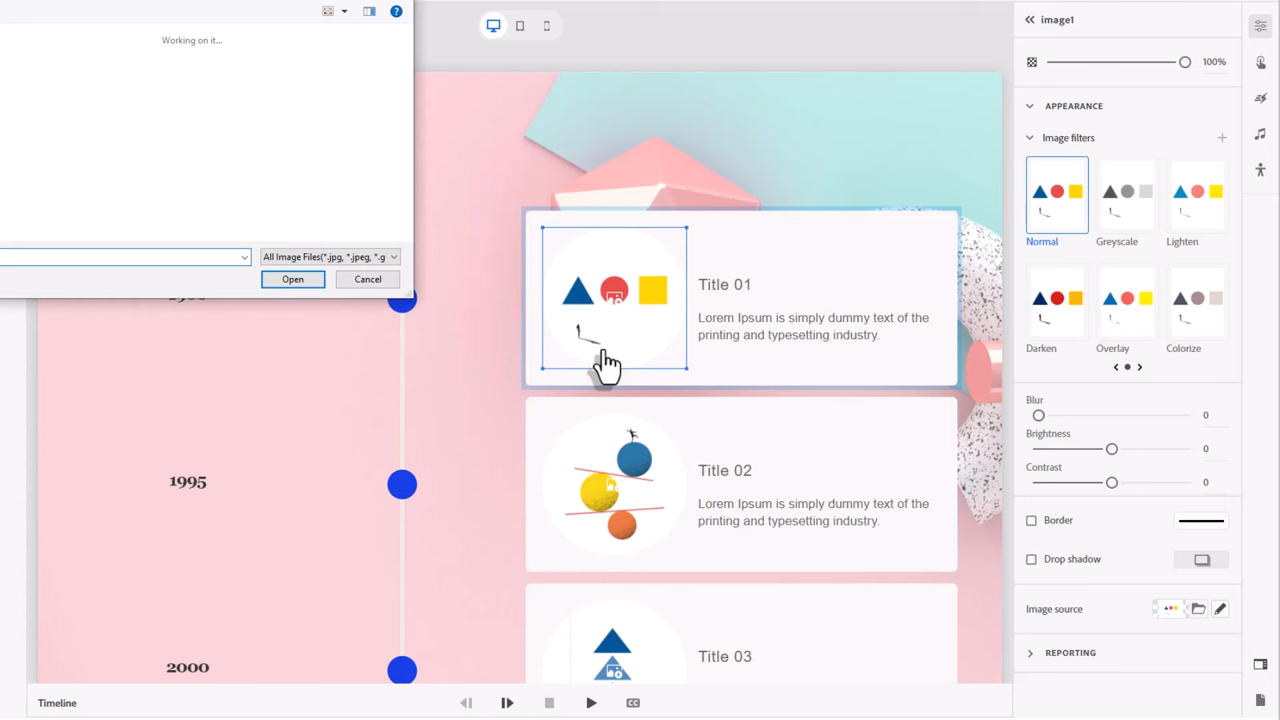 Working on it...
All Image Files(*.jpg, *.jpeg, *.g
Open
Cancel
1995
2000
Title 01
Lorem Ipsum is simply dummy text of the
printing and typesetting industry.
Title 02
Lorem Ipsum is simply dummy text of the
printing and typesetting industry.
Title 03
Timeline
CC
image1
100%
APPEARANCE
Image filters
Normal
Greyscale
Lighten
Darken
Overlay
Colorize
Blur
0
Brightness
0
Contrast
0
Border
Drop shadow
Image source
REPORTING